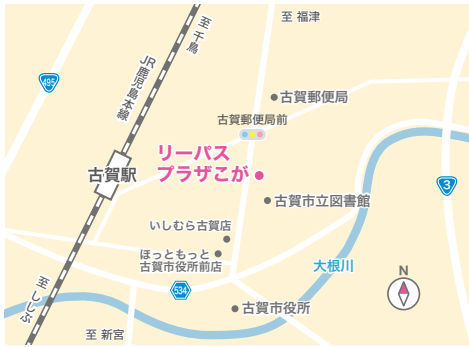 至 福津
至 千鳥
495
JR鹿児島本線
古賀郵便局
古賀郵便局前
リーパス
プラザこが
古賀駅
3
古賀市立図書館
いしむら古賀店
ほっともっと
古賀市役所前店
大根川
N
534
至 ししぶ
古賀市役所
至 新宮